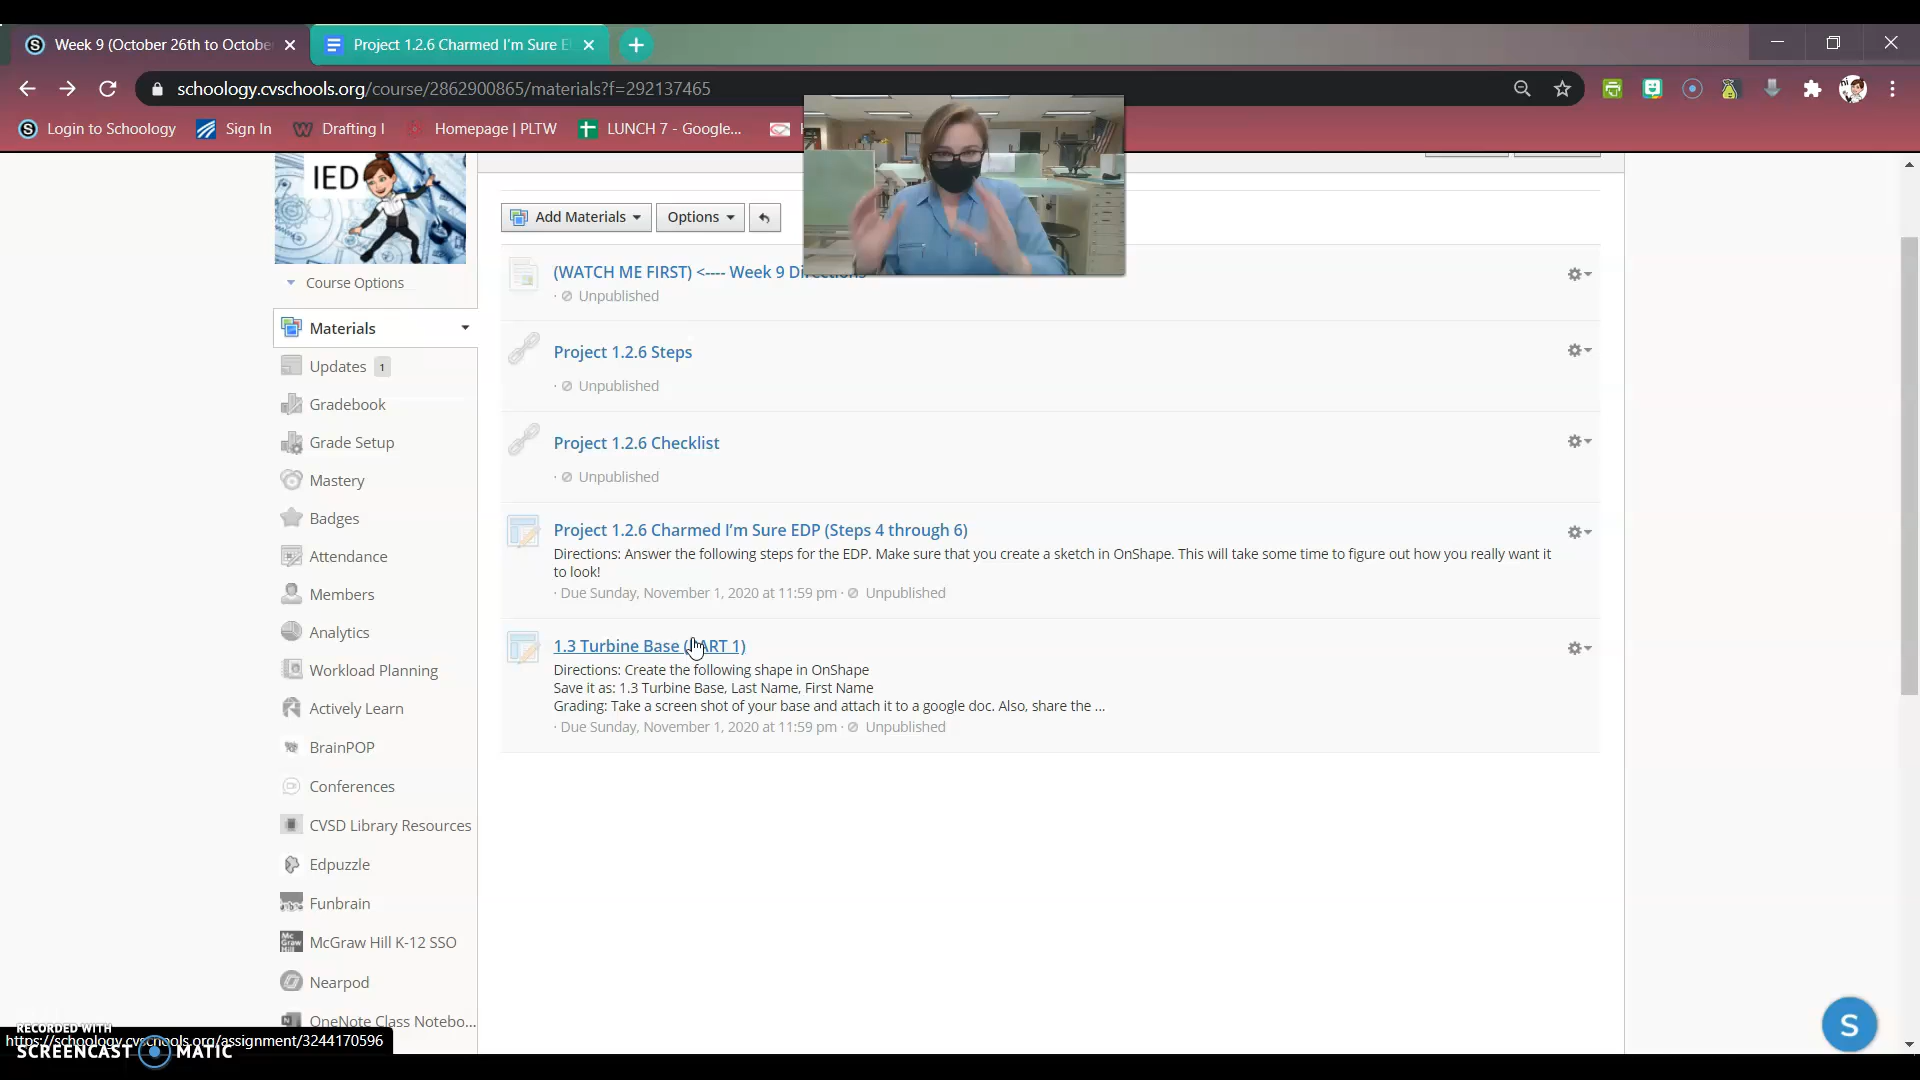 Week 9 (October 26th to Octobe
Project 1.2.6 Charmed I'm Sure E
schoology.cvschools.org/course/2862900865/materials?f=292137465
Login to Schoology
Sign In
Drafting I
Homepage | PLTW
LUNCH 7 - Google...
IED
Course Options
Materials
Updates 1
Gradebook
Grade Setup
Mastery
Badges
Attendance
Members
Analytics
Workload Planning
Actively Learn
BrainPOP
Conferences
CVSD Library Resources
Edpuzzle
Funbrain
McGraw Hill K-12 SSO
Nearpod
OneNote Class Notebo...
Add Materials
Options
(WATCH ME FIRST) <---- Week 9 Directions
· Unpublished
Project 1.2.6 Steps
· Unpublished
Project 1.2.6 Checklist
· Unpublished
Project 1.2.6 Charmed I'm Sure EDP (Steps 4 through 6)
Directions: Answer the following steps for the EDP. Make sure that you create a sketch in OnShape. This will take some time to figure out how you really want it
to look!
· Due Sunday, November 1, 2020 at 11:59 pm · Unpublished
1.3 Turbine Base (PART 1)
Directions: Create the following shape in OnShape
Save it as: 1.3 Turbine Base, Last Name, First Name
Grading: Take a screen shot of your base and attach it to a google doc. Also, share the ...
· Due Sunday, November 1, 2020 at 11:59 pm · Unpublished
RECORDED WITH
https://schoology.cvschools.org/assignment/3244170596
SCREENCAST MATIC
S